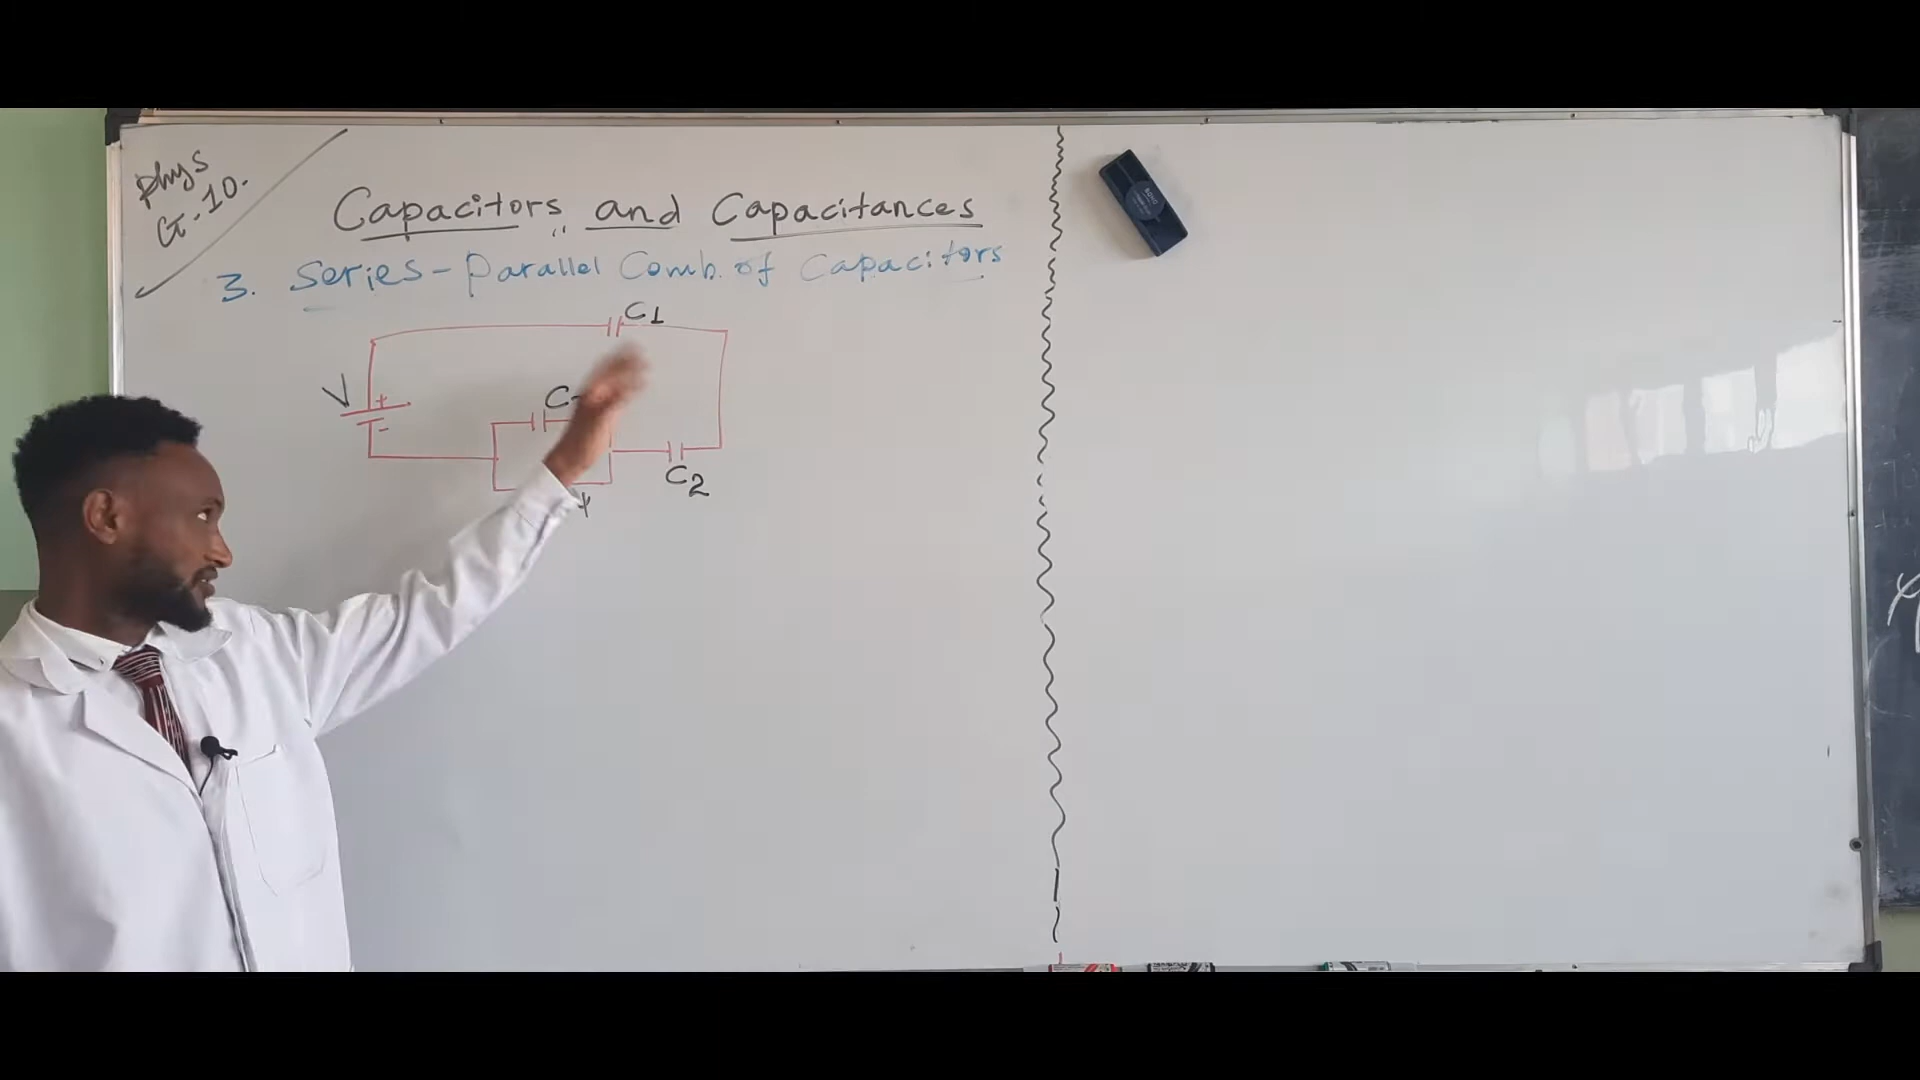 Phys
G-10.
Capacitors and Capacitances
3. Series-Parallel Comb. of Capacitors
C1
V
+
-
C
C2